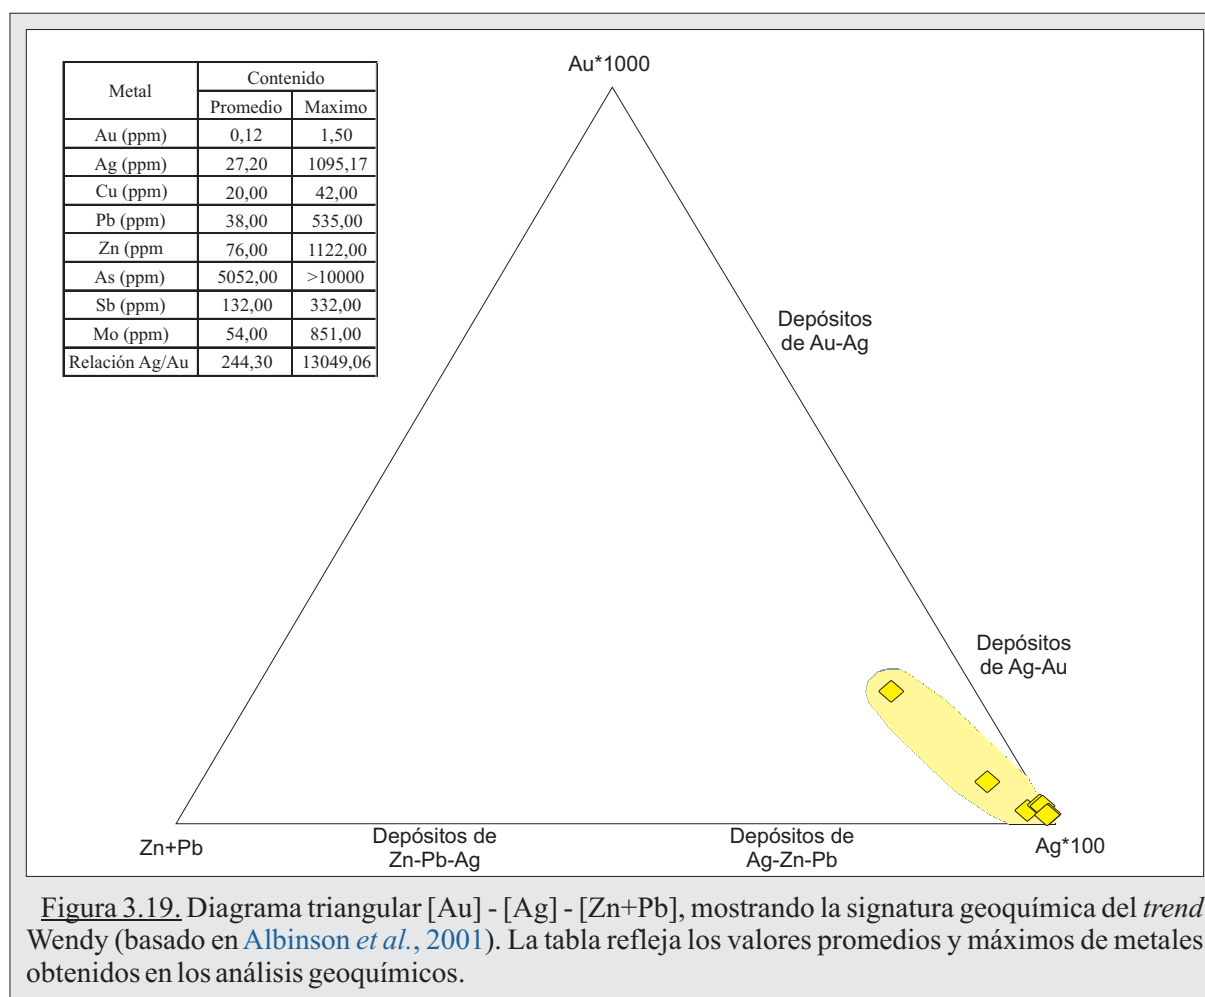 Metal Contenido
Promedio Maximo
Au (ppm) 0,12 1,50
Ag (ppm) 27,20 1095,17
Cu (ppm) 20,00 42,00
Pb (ppm) 38,00 535,00
Zn (ppm 76,00 1122,00
As (ppm) 5052,00 >10000
Sb (ppm) 132,00 332,00
Mo (ppm) 54,00 851,00
Relación Ag/Au 244,30 13049,06
Au*1000
Depósitos
de Au-Ag
Depósitos
de Ag-Au
Zn+Pb
Depósitos de
Zn-Pb-Ag
Depósitos de
Ag-Zn-Pb
Ag*100
Figura 3.19. Diagrama triangular [Au] - [Ag] - [Zn+Pb], mostrando la signatura geoquímica del trend
Wendy (basado en Albinson et al., 2001). La tabla refleja los valores promedios y máximos de metales
obtenidos en los análisis geoquímicos.